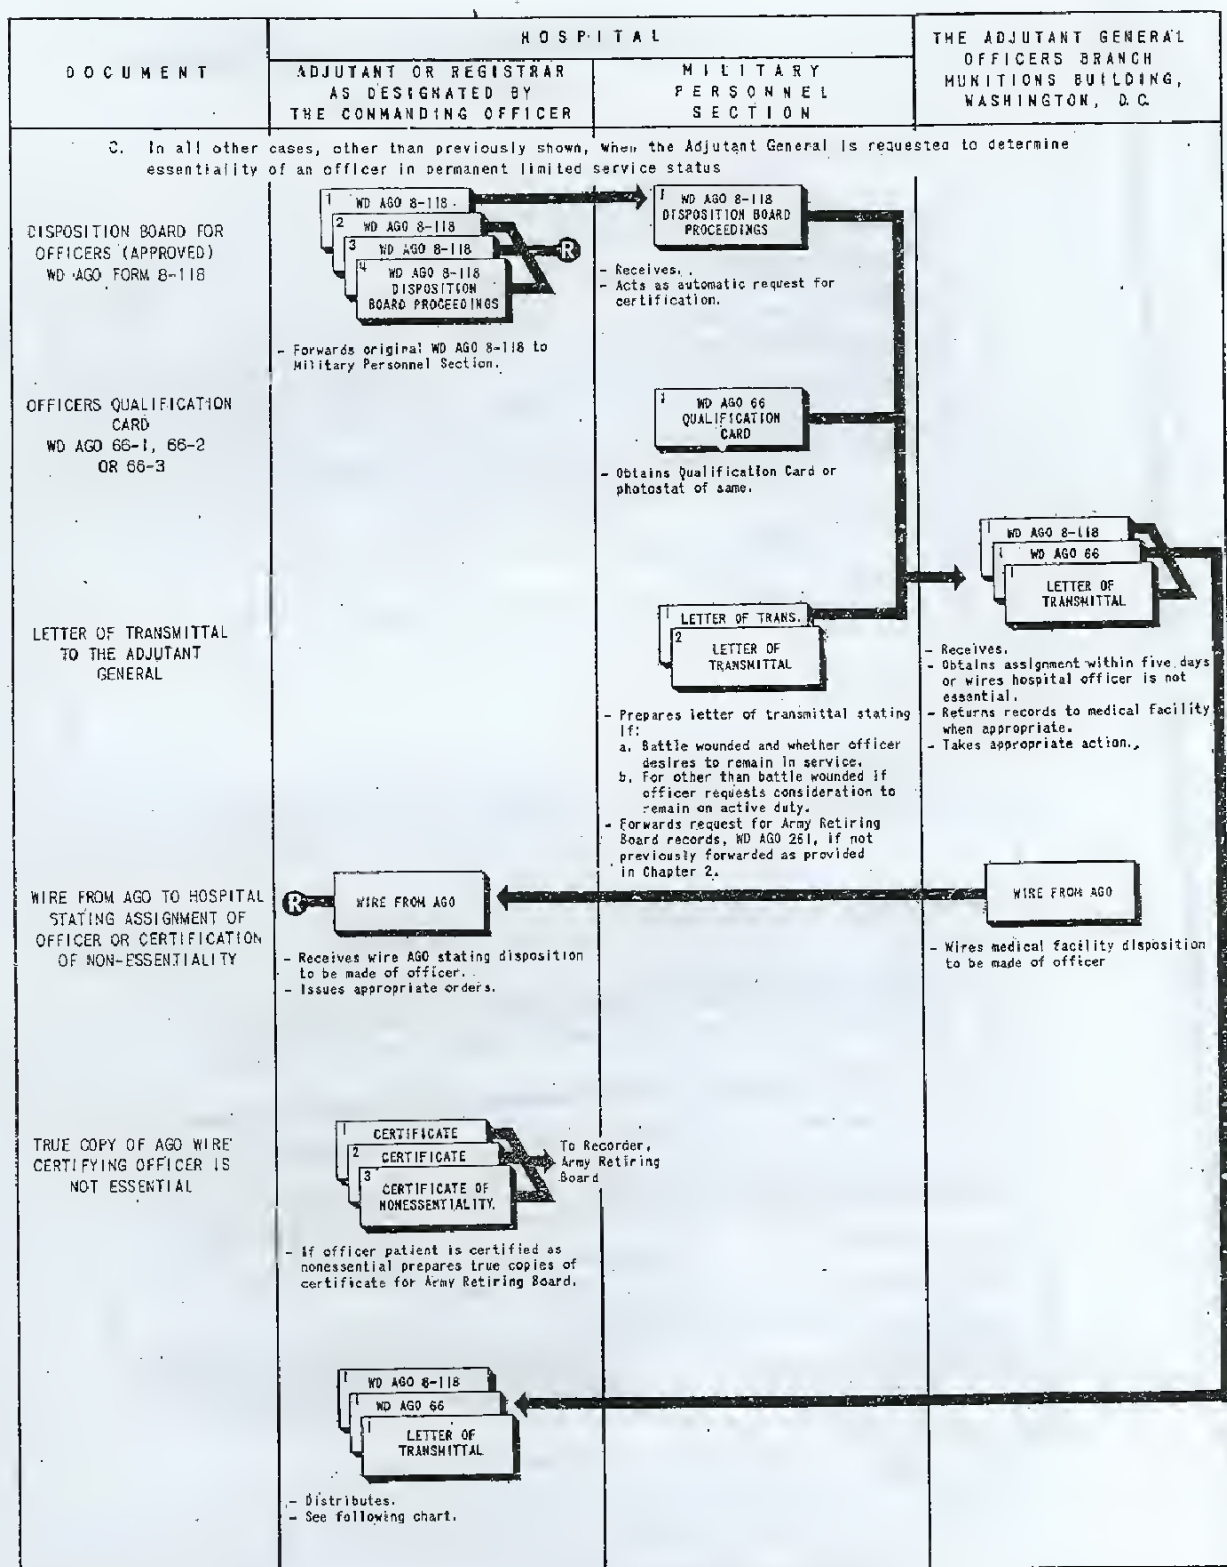 DOCUMENT
HOSPITAL
ADJUTANT OR REGISTRAR
AS DESIGNATED BY
THE COMMANDING OFFICER
MILITARY
PERSONNEL
SECTION
THE ADJUTANT GENERAL
OFFICERS BRANCH
MUNITIONS BUILDING,
WASHINGTON, D.C.
C. In all other cases, other than previously shown, when the Adjutant General is requested to determine
essentiality of an officer in permanent limited service status
DISPOSITION BOARD FOR
OFFICERS (APPROVED)
WD AGO FORM 8-118
1 WD AGO 8-118
2 WD AGO 8-118
3 WD AGO 8-118
4 WD AGO 8-118
DISPOSITION
BOARD PROCEEDINGS
R
- Forwards original WD AGO 8-118 to
Military Personnel Section.
1 WD AGO 8-118
DISPOSITION BOARD
PROCEEDINGS
- Receives.
- Acts as automatic request for
certification.
OFFICERS QUALIFICATION
CARD
WD AGO 66-1, 66-2
OR 66-3
1 WD AGO 66
QUALIFICATION
CARD
- Obtains Qualification Card or
photostat of same.
LETTER OF TRANSMITTAL
TO THE ADJUTANT
GENERAL
1 LETTER OF TRANS.
2 LETTER OF
TRANSMITTAL
- Prepares letter of transmittal stating
if:
a. Battle wounded and whether officer
desires to remain in service.
b. For other than battle wounded if
officer requests consideration to
remain on active duty.
- Forwards request for Army Retiring
Board records, WD AGO 261, if not
previously forwarded as provided
in Chapter 2.
1 WD AGO 8-118
1 WD AGO 66
1 LETTER OF
TRANSMITTAL
- Receives.
- Obtains assignment within five days
or wires hospital officer is not
essential.
- Returns records to medical facility
when appropriate.
- Takes appropriate action.
WIRE FROM AGO TO HOSPITAL
STATING ASSIGNMENT OF
OFFICER OR CERTIFICATION
OF NON-ESSENTIALITY
R
WIRE FROM AGO
- Receives wire AGO stating disposition
to be made of officer.
- Issues appropriate orders.
WIRE FROM AGO
- Wires medical facility disposition
to be made of officer
TRUE COPY OF AGO WIRE
CERTIFYING OFFICER IS
NOT ESSENTIAL
1 CERTIFICATE
2 CERTIFICATE
3 CERTIFICATE OF
NONESSENTIALITY.
To Recorder,
Army Retiring
Board
- If officer patient is certified as
nonessential prepares true copies of
certificate for Army Retiring Board.
1 WD AGO 8-118
1 WD AGO 66
1 LETTER OF
TRANSMITTAL
- Distributes.
- See following chart.